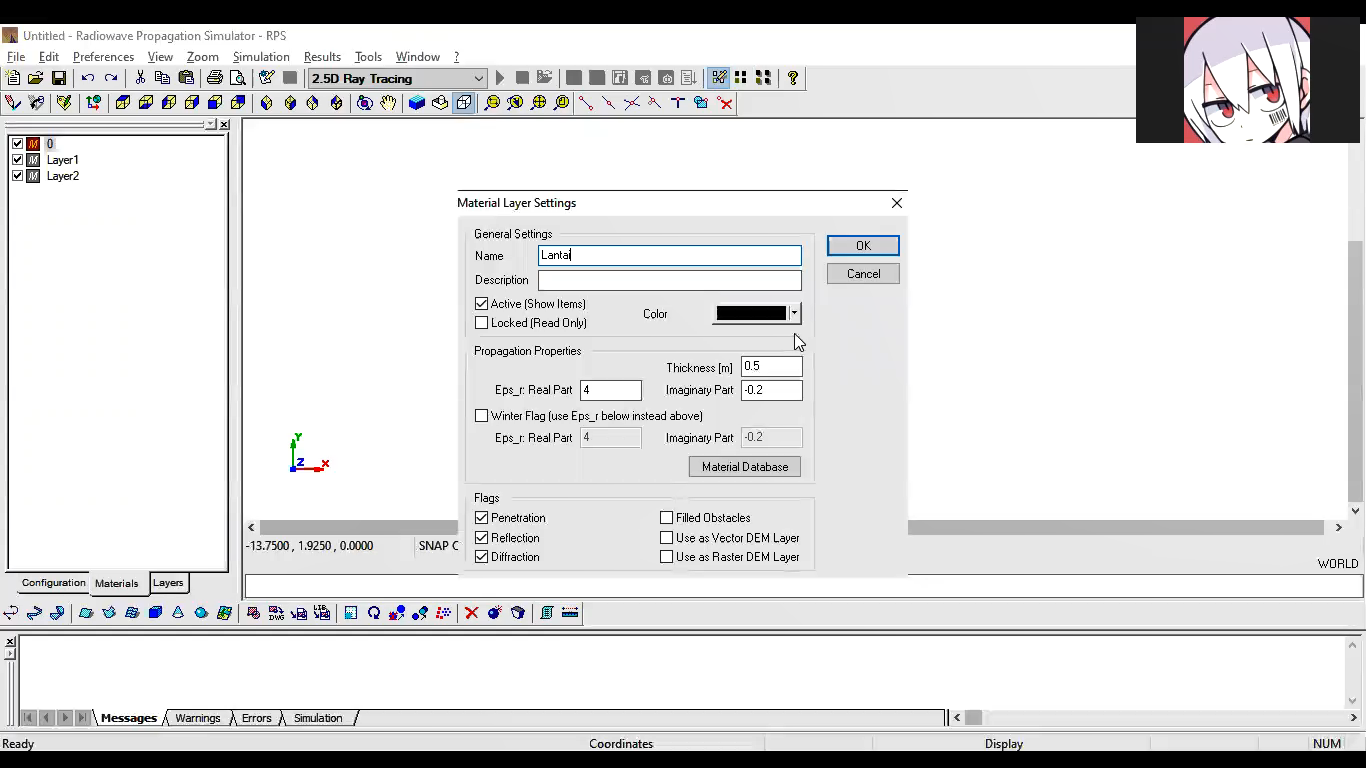 Untitled - Radiowave Propagation Simulator - RPS
File Edit Preferences View Zoom Simulation Results Tools Window ?
2.5D Ray Tracing
0
Layer1
Layer2
Material Layer Settings
General Settings
Name Lantai
OK
Description
Cancel
Active (Show Items)
Color
Locked (Read Only)
Propagation Properties
Thickness [m] 0.5
Eps_r: Real Part 4 Imaginary Part -0.2
Winter Flag (use Eps_r below instead above)
Eps_r: Real Part 4 Imaginary Part -0.2
Material Database
Flags
Penetration Filled Obstacles
Reflection Use as Vector DEM Layer
Diffraction Use as Raster DEM Layer
Y
Z X
-13.7500 , 1.9250 , 0.0000 SNAP
WORLD
Configuration Materials Layers
Messages Warnings Errors Simulation
Ready Coordinates Display NUM